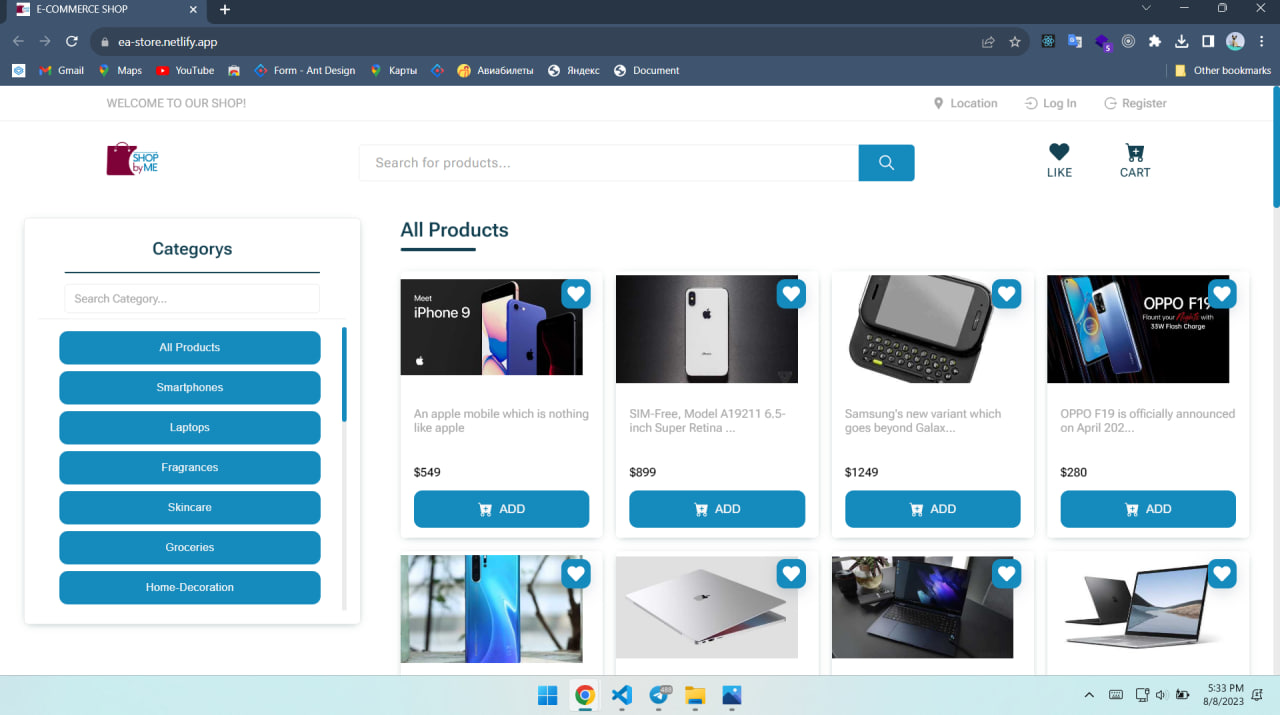 E-COMMERCE SHOP
ea-store.netlify.app
5
Gmail
Maps
YouTube
Form - Ant Design
Карты
Авиабилеты
Яндекс
Document
Other bookmarks
WELCOME TO OUR SHOP!
Location
Log In
Register
SHOP
byME
Search for products...
LIKE
CART
Categorys
Search Category...
All Products
Smartphones
Laptops
Fragrances
Skincare
Groceries
Home-Decoration
All Products
Meet
iPhone 9
An apple mobile which is nothing
like apple
$549
ADD
SIM-Free, Model A19211 6.5-
inch Super Retina ...
$899
ADD
Samsung's new variant which
goes beyond Galax...
$1249
ADD
OPPO F19
Flount your Nights with
33W Flash Charge
OPPO F19 is officially announced
on April 202...
$280
ADD
488
5:33 PM
8/8/2023